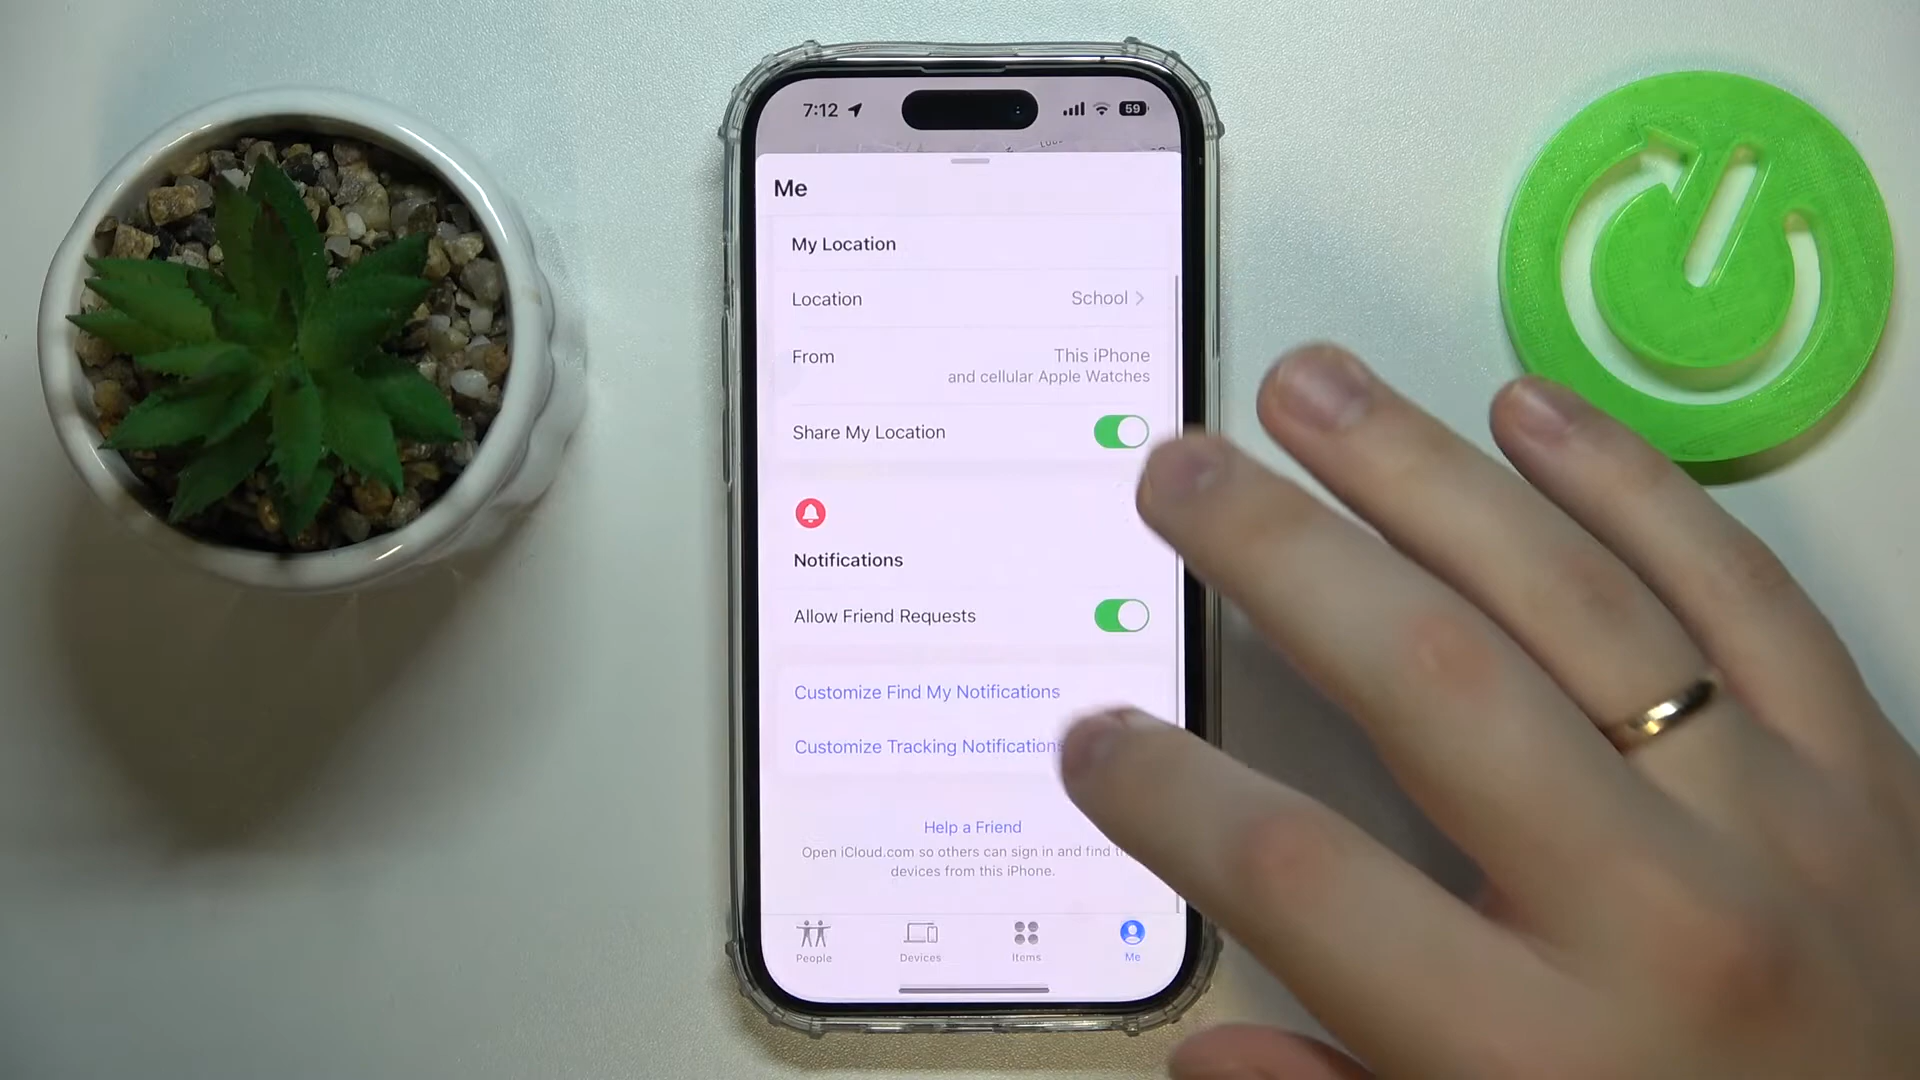 7:12
59
Me
My Location
Location School
From This iPhone
and cellular Apple Watches
Share My Location
Notifications
Allow Friend Requests
Customize Find My Notifications
Customize Tracking Notifications
Help a Friend
Open iCloud.com so others can sign in and find
devices from this iPhone.
People Devices Items Me